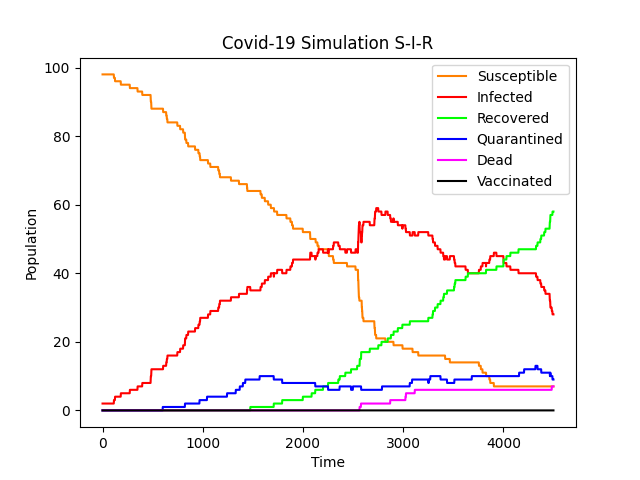 Covid-19 Simulation S-I-R
100
80
60
40
20
0
Population
Susceptible
Infected
Recovered
Quarantined
Dead
Vaccinated
0 1000 2000 3000 4000
Time